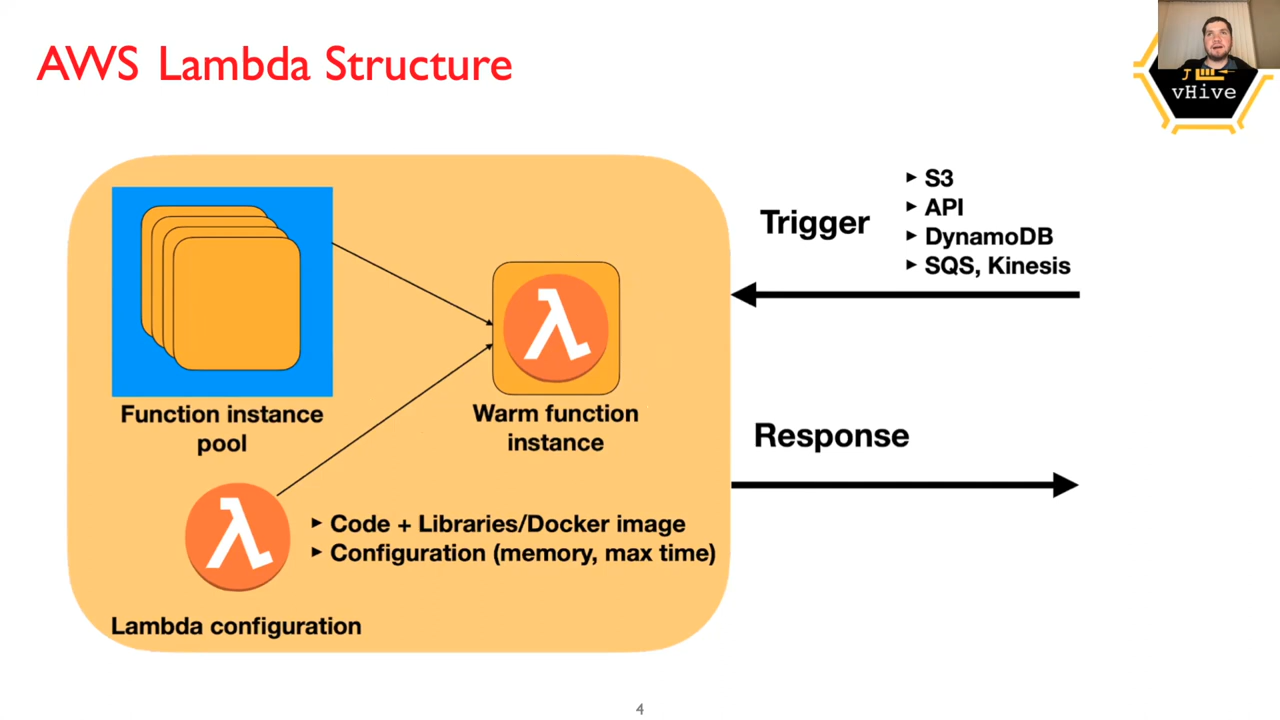 AWS Lambda Structure
vHive
Trigger
▸ S3
▸ API
▸ DynamoDB
▸ SQS, Kinesis
Function instance
pool
Warm function
instance
Response
▸ Code + Libraries/Docker image
▸ Configuration (memory, max time)
Lambda configuration
4